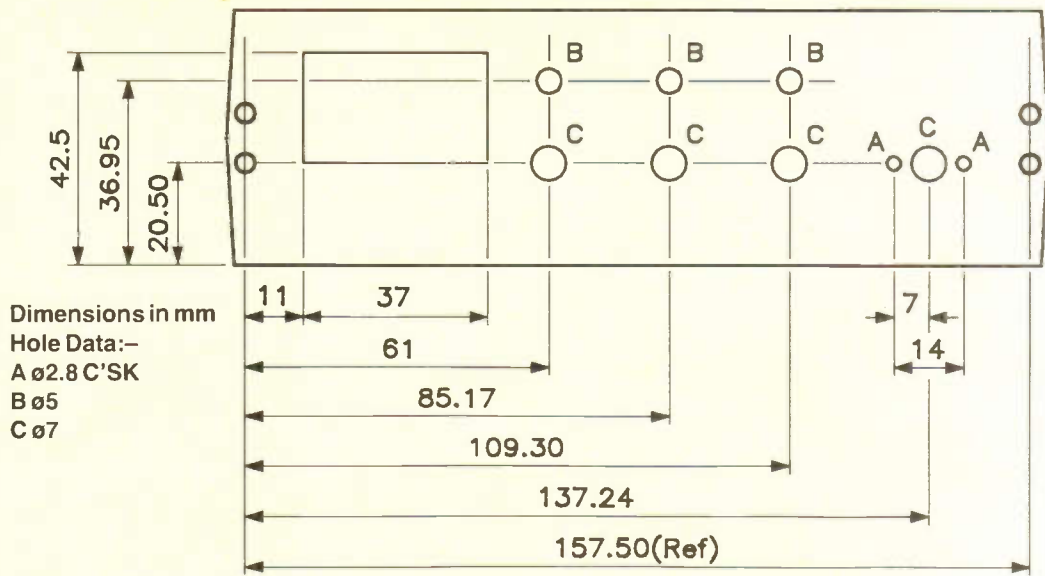 B B B
C C C
A C A
42.5
36.95
20.50
11 37
7
14
61
85.17
109.30
137.24
157.50(Ref)
Dimensions in mm
Hole Data:–
A ø2.8 C'SK
B ø5
C ø7